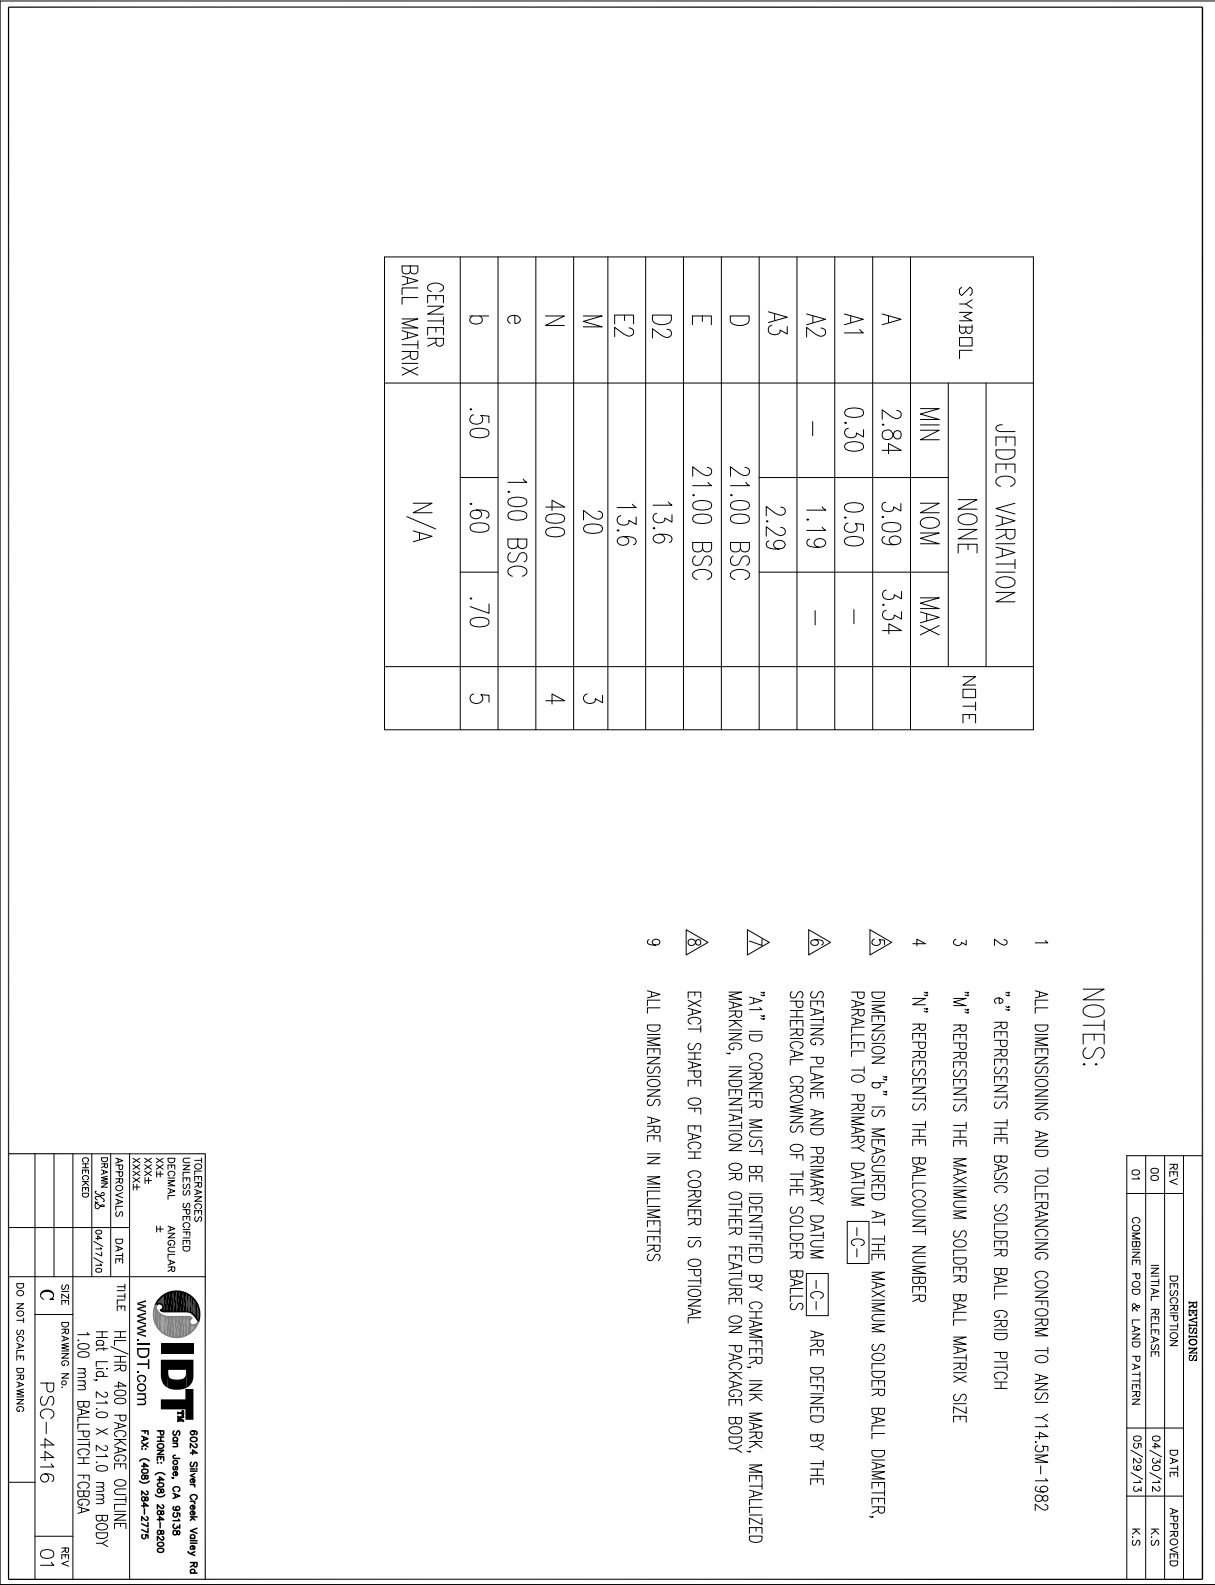 REVISIONS
REV DESCRIPTION DATE APPROVED
00 INITIAL RELEASE 04/30/12 K.S
01 COMBINE POD & LAND PATTERN 05/29/13 K.S
SYMBOL JEDEC VARIATION NOTE
NONE
MIN NOM MAX
A 2.84 3.09 3.34
A1 0.30 0.50 –
A2 – 1.19 –
A3 2.29
D 21.00 BSC
E 21.00 BSC
D2 13.6
E2 13.6
M 20 3
N 400 4
e 1.00 BSC
b .50 .60 .70 5
CENTER
BALL MATRIX N/A
NOTES:
1 ALL DIMENSIONING AND TOLERANCING CONFORM TO ANSI Y14.5M–1982
2 "e" REPRESENTS THE BASIC SOLDER BALL GRID PITCH
3 "M" REPRESENTS THE MAXIMUM SOLDER BALL MATRIX SIZE
4 "N" REPRESENTS THE BALLCOUNT NUMBER
5 DIMENSION "b" IS MEASURED AT THE MAXIMUM SOLDER BALL DIAMETER,
PARALLEL TO PRIMARY DATUM -C-
6 SEATING PLANE AND PRIMARY DATUM -C- ARE DEFINED BY THE
SPHERICAL CROWNS OF THE SOLDER BALLS
7 "A1" ID CORNER MUST BE IDENTIFIED BY CHAMFER, INK MARK, METALLIZED
MARKING, INDENTATION OR OTHER FEATURE ON PACKAGE BODY
8 EXACT SHAPE OF EACH CORNER IS OPTIONAL
9 ALL DIMENSIONS ARE IN MILLIMETERS
TOLERANCES
UNLESS SPECIFIED
DECIMAL ANGULAR
XX± ±
XXX±
XXXX±
APPROVALS DATE
DRAWN 04/17/10
CHECKED
IDT™
www.IDT.com
6024 Silver Creek Valley Rd
San Jose, CA 95138
PHONE: (408) 284-8200
FAX: (408) 284-2775
TITLE HL/HR 400 PACKAGE OUTLINE
Hat Lid, 21.0 X 21.0 mm BODY
1.00 mm BALLPITCH FCBGA
SIZE DRAWING No. REV
C PSC-4416 01
DO NOT SCALE DRAWING